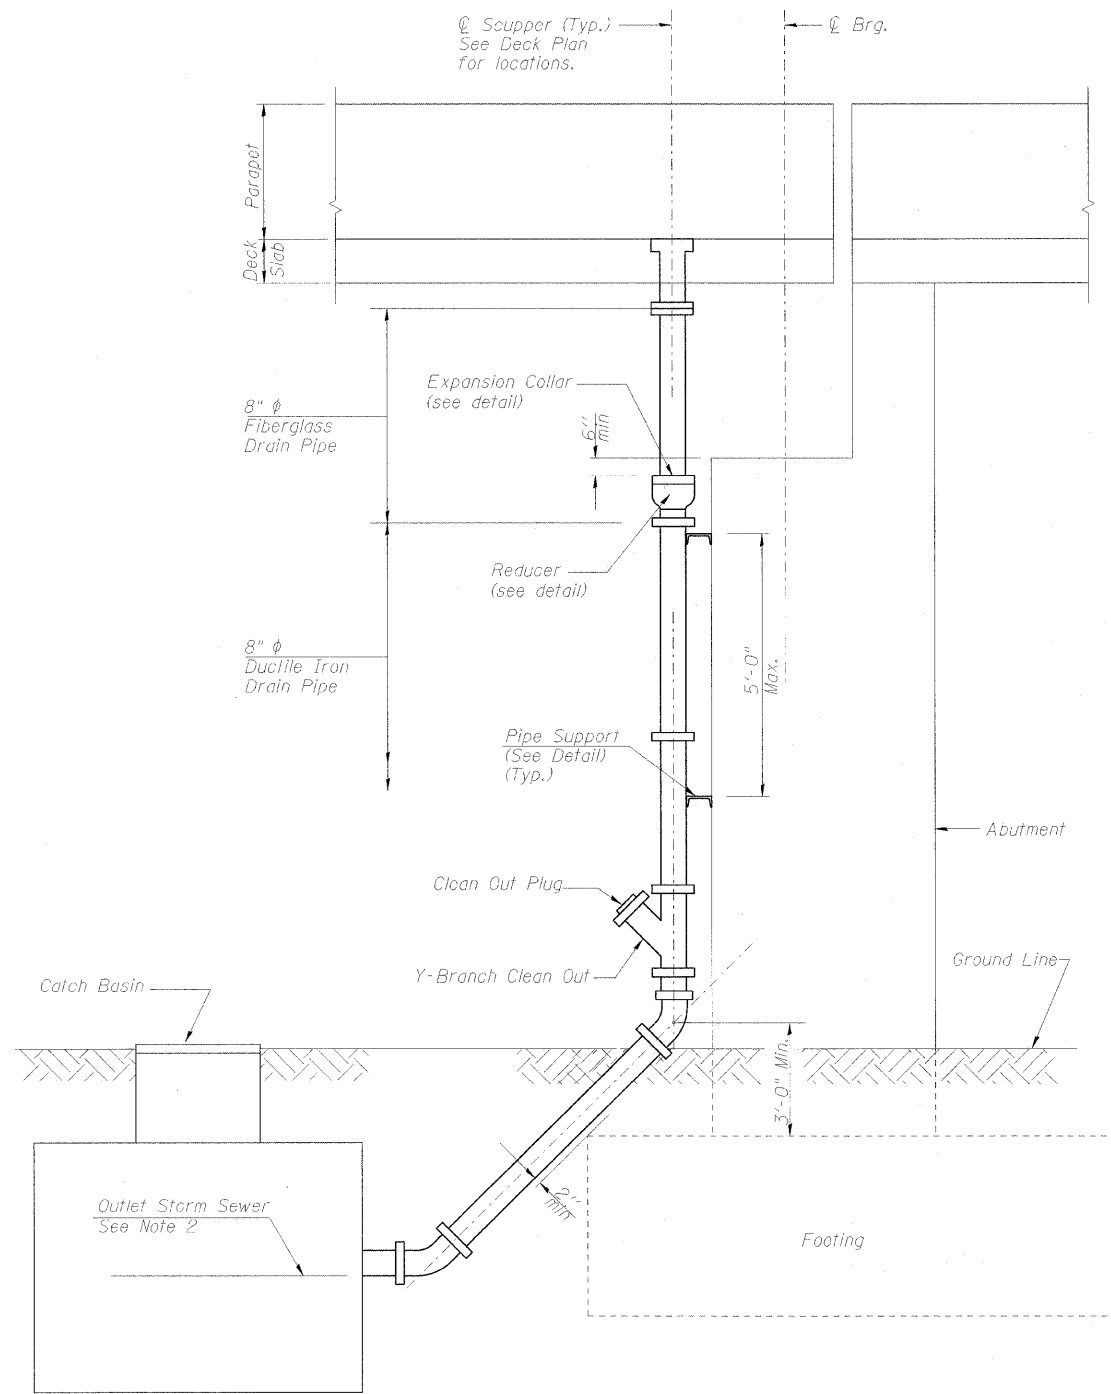 ℄ Scupper (Typ.)
See Deck Plan
for locations.
℄ Brg.
Parapet
Deck
Slab
Expansion Collar
(see detail)
8" ϕ
Fiberglass
Drain Pipe
6"
min
Reducer
(see detail)
8" ϕ
Ductile Iron
Drain Pipe
5'-0"
Max.
Pipe Support
(See Detail)
(Typ.)
Abutment
Clean Out Plug
Y-Branch Clean Out
Ground Line
Catch Basin
3'-0" Min.
2"
min
Outlet Storm Sewer
See Note 2
Footing